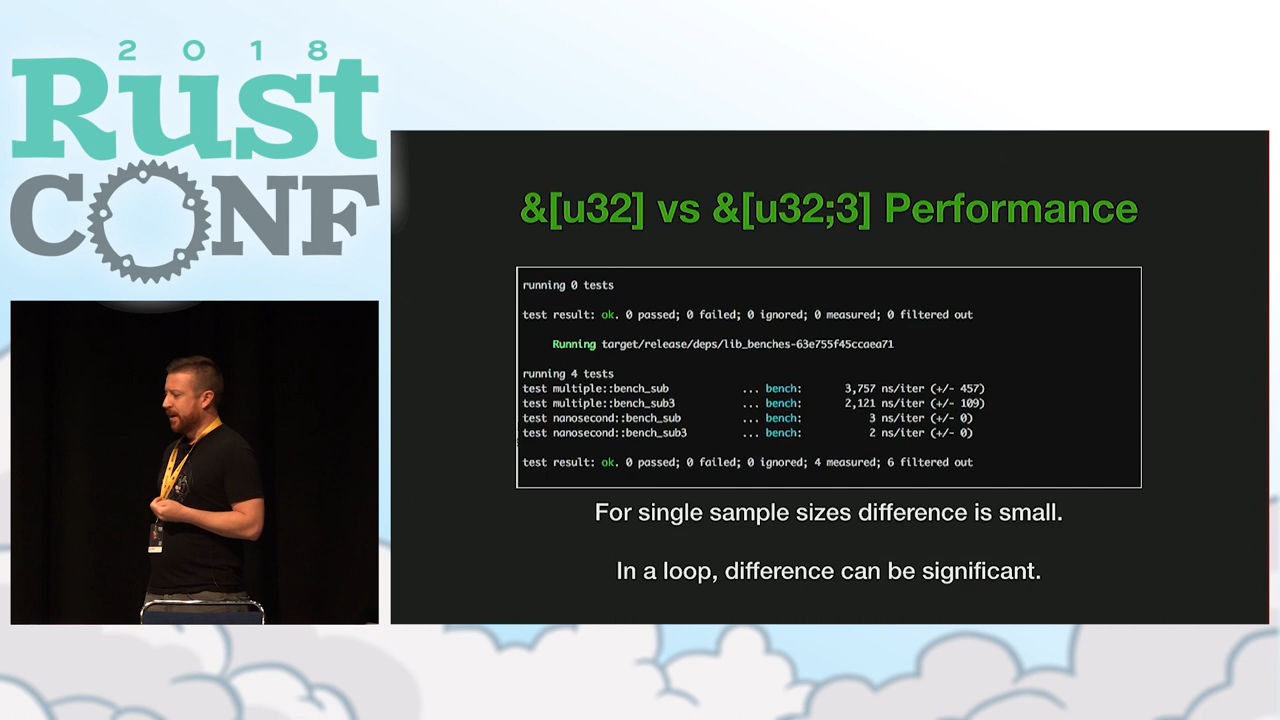 2018
Rust
CONF
&[u32] vs &[u32;3] Performance
running 0 tests
test result: ok. 0 passed; 0 failed; 0 ignored; 0 measured; 0 filtered out
Running target/release/deps/lib_benches-63e755f45ccaea71
running 4 tests
test multiple::bench_sub ... bench: 3,757 ns/iter (+/- 457)
test multiple::bench_sub3 ... bench: 2,121 ns/iter (+/- 109)
test nanosecond::bench_sub ... bench: 3 ns/iter (+/- 0)
test nanosecond::bench_sub3 ... bench: 2 ns/iter (+/- 0)
test result: ok. 0 passed; 0 failed; 0 ignored; 4 measured; 6 filtered out
For single sample sizes difference is small.
In a loop, difference can be significant.